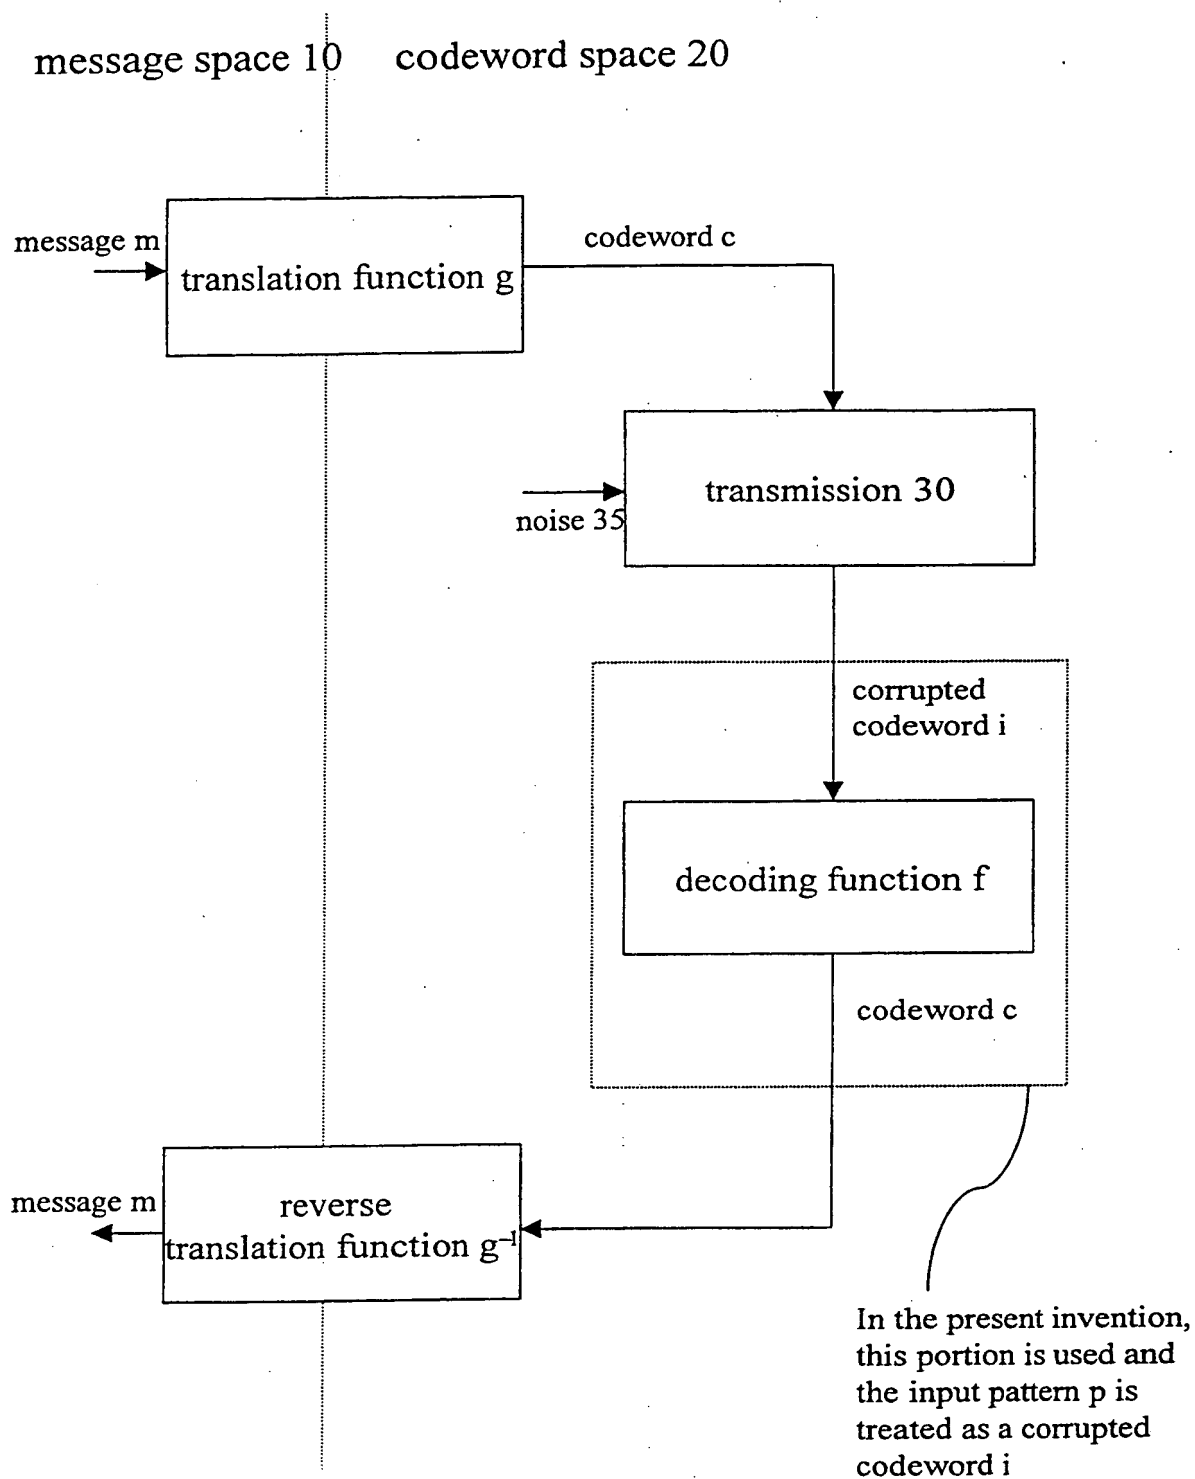 message space 10
codeword space 20
message m
translation function g
codeword c
transmission 30
noise 35
corrupted
codeword i
decoding function f
codeword c
message m
reverse
translation function g⁻¹
In the present invention,
this portion is used and
the input pattern p is
treated as a corrupted
codeword i